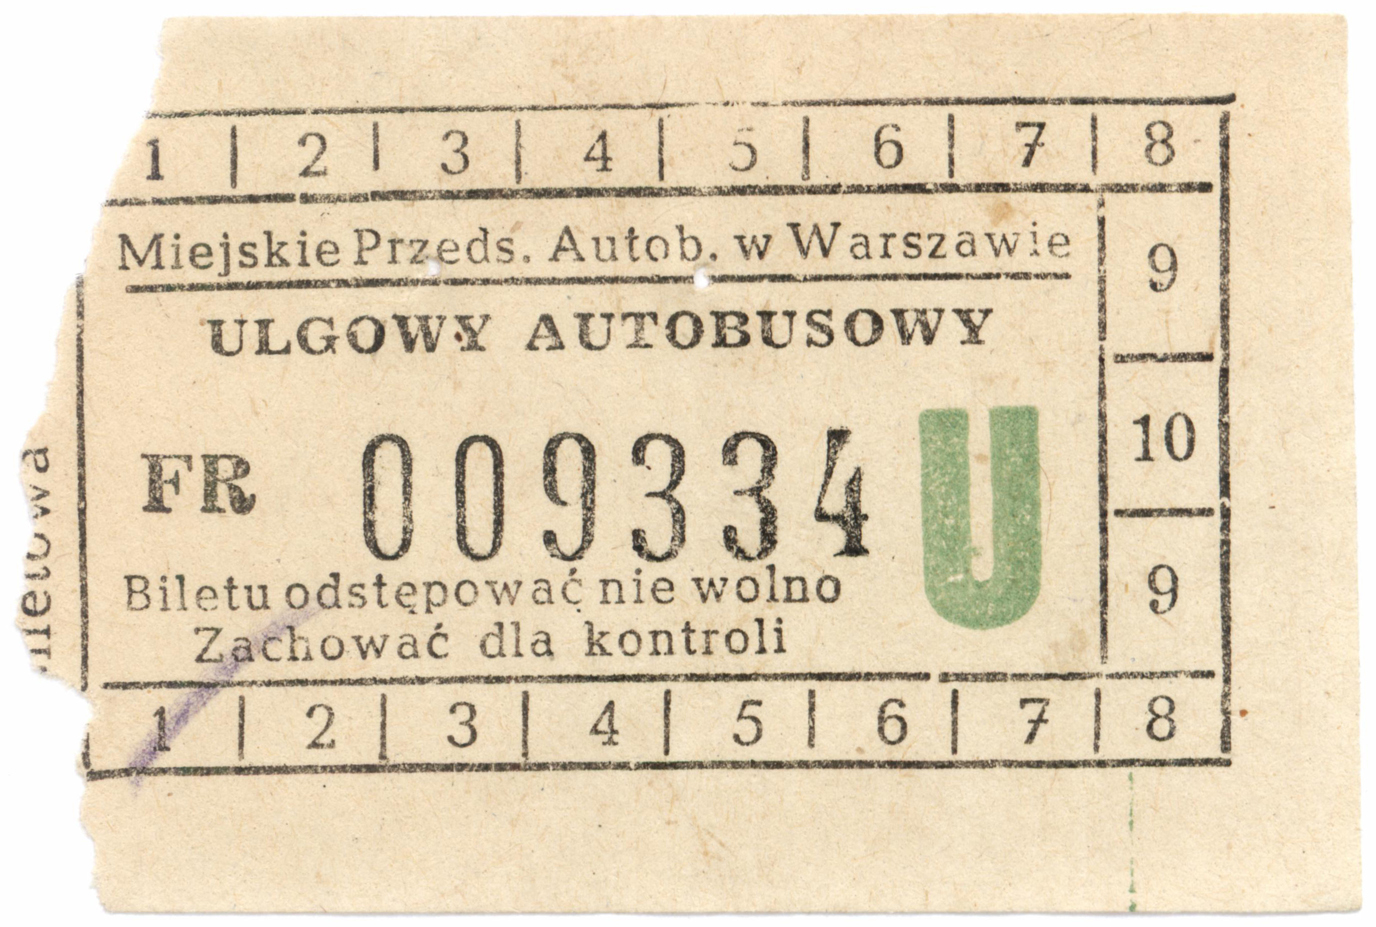 1 | 2 | 3 | 4 | 5 | 6 | 7 | 8
Miejskie Przeds. Autob. w Warszawie
9
ULGOWY AUTOBUSOWY
FR 009334 U
10
Biletu odstępować nie wolno
9
Zachować dla kontroli
1 | 2 | 3 | 4 | 5 | 6 | 7 | 8